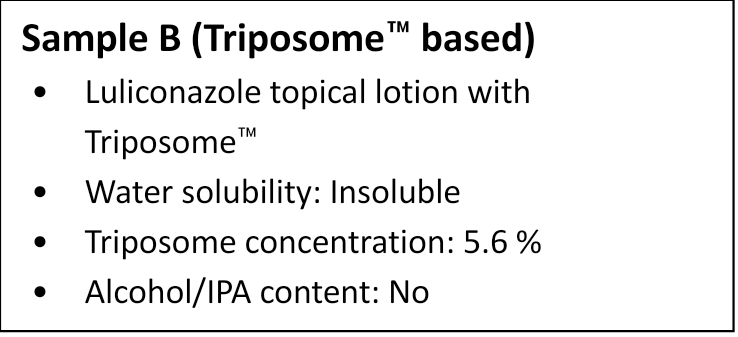 Sample B (Triposome™ based)
• Luliconazole topical lotion with
Triposome™
• Water solubility: Insoluble
• Triposome concentration: 5.6 %
• Alcohol/IPA content: No